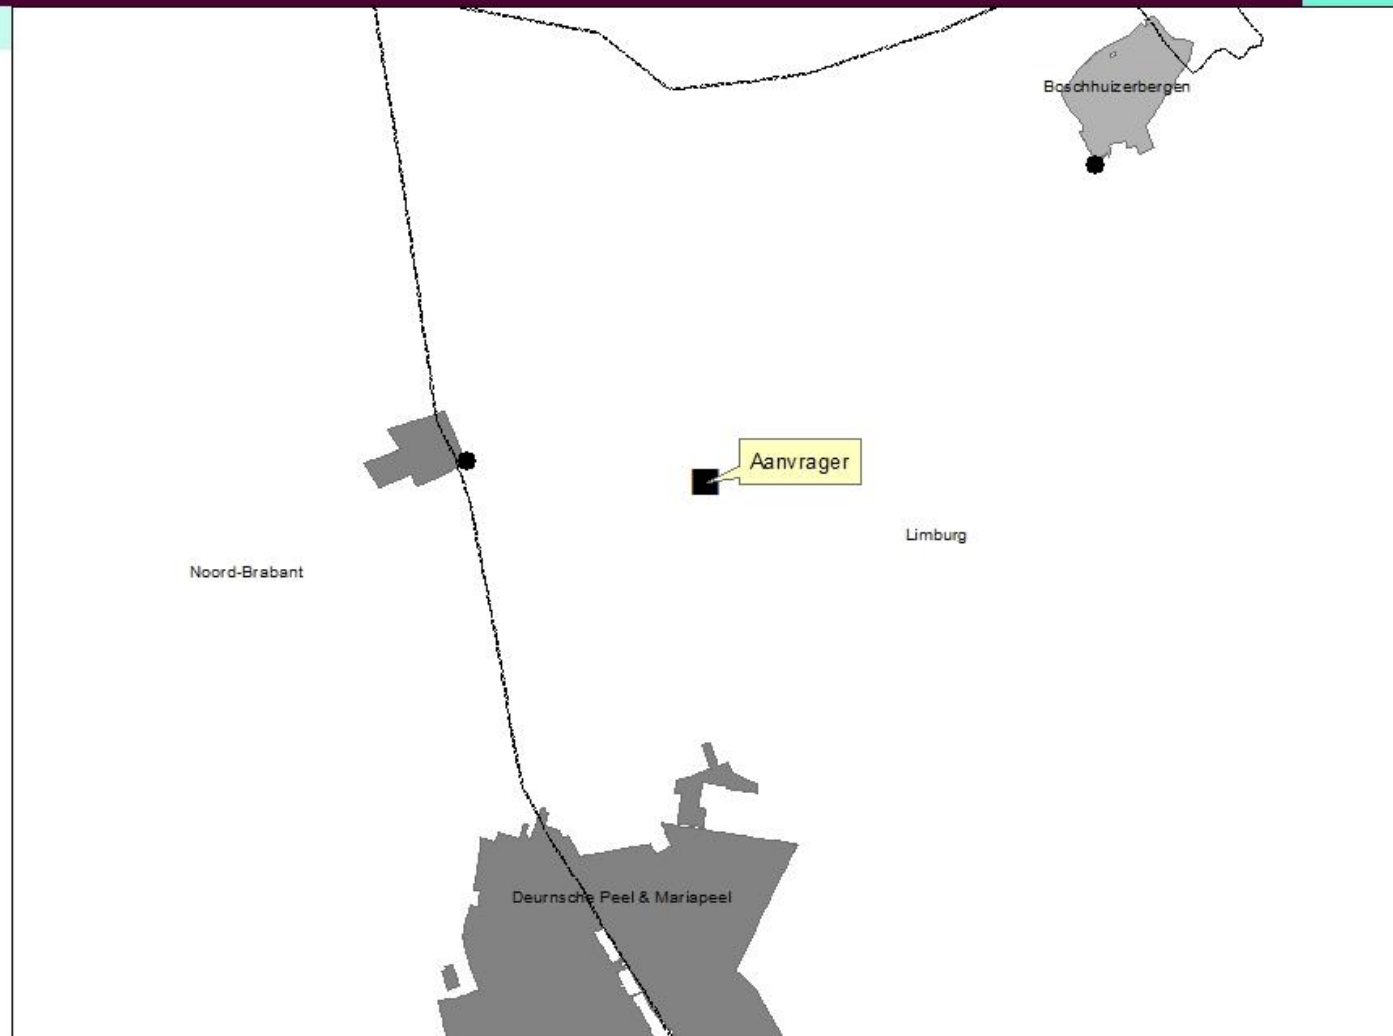 Boschhuizerbergen
Aanvrager
Limburg
Noord-Brabant
Deurnsche Peel & Mariapeel